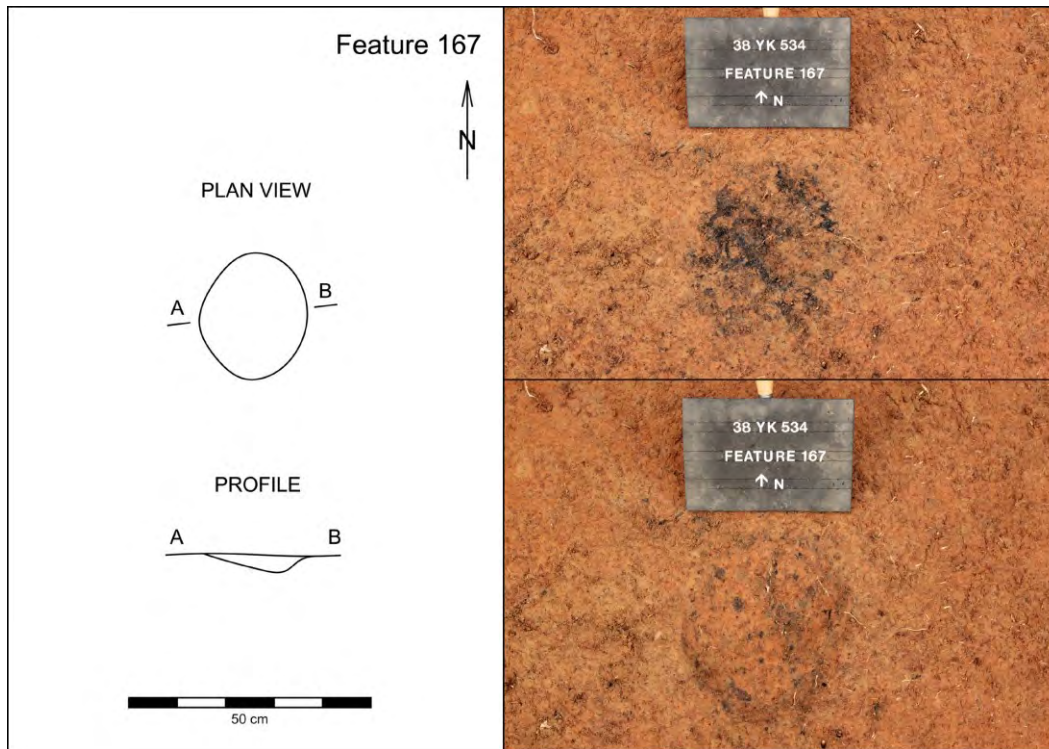 Feature 167
N
PLAN VIEW
A
B
PROFILE
A
B
50 cm
38 YK 534
FEATURE 167
↑ N
38 YK 534
FEATURE 167
↑ N